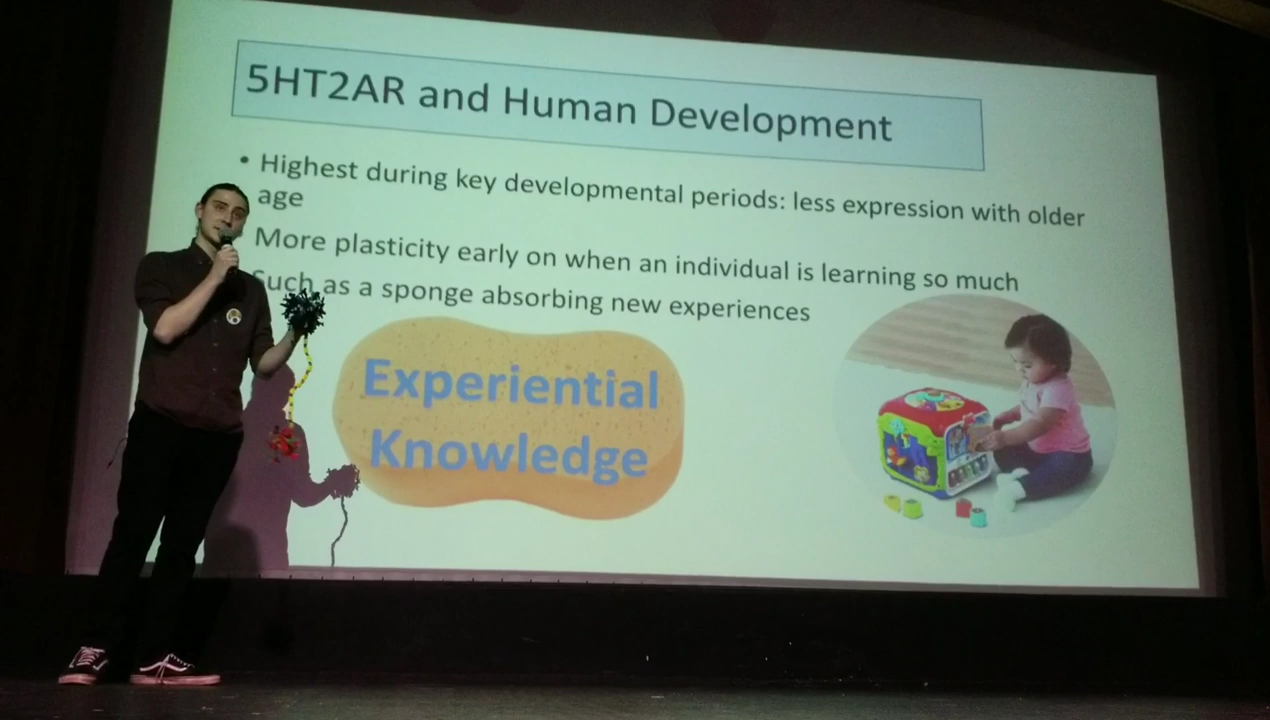 5HT2AR and Human Development
• Highest during key developmental periods: less expression with older
age
More plasticity early on when an individual is learning so much
Such as a sponge absorbing new experiences
Experiential
Knowledge